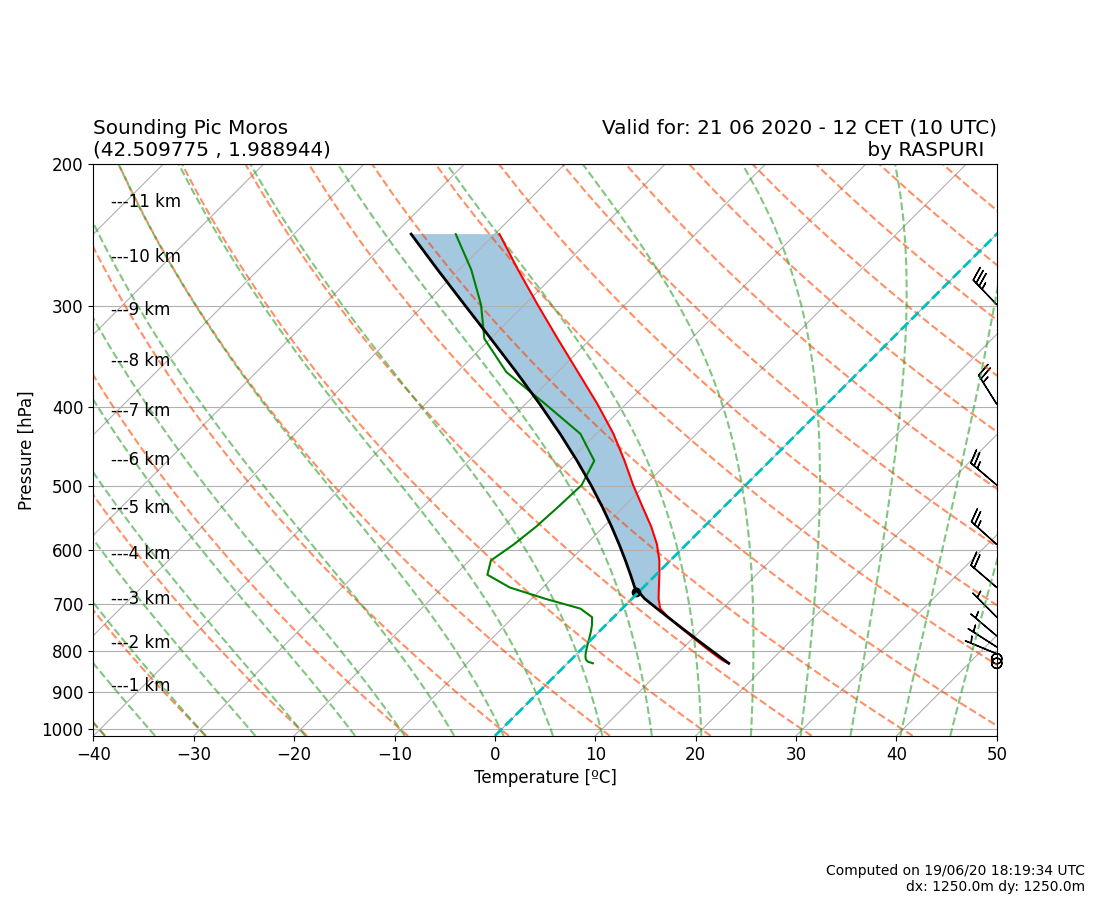 Sounding Pic Moros
(42.509775 , 1.988944)
Valid for: 21 06 2020 - 12 CET (10 UTC)
by RASPURI
200
---11 km
---10 km
300
---9 km
---8 km
400
---7 km
---6 km
500
---5 km
600
---4 km
700
---3 km
800
---2 km
900
---1 km
1000
Pressure [hPa]
−40 −30 −20 −10 0 10 20 30 40 50
Temperature [ºC]
Computed on 19/06/20 18:19:34 UTC
dx: 1250.0m dy: 1250.0m